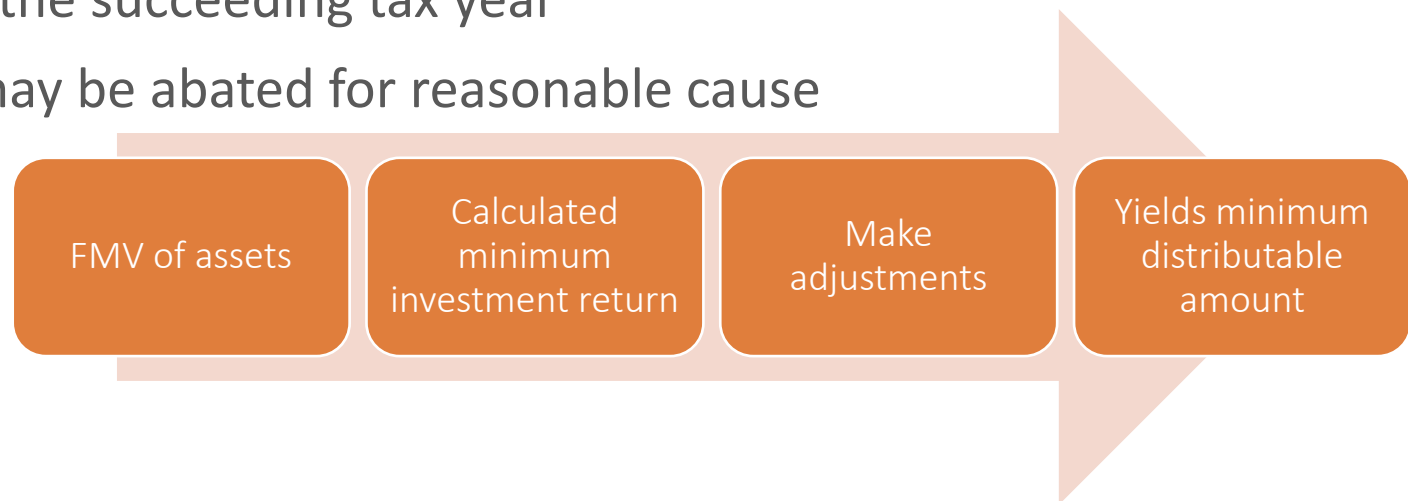 the succeeding tax year
may be abated for reasonable cause
FMV of assets
Calculated
minimum
investment return
Make
adjustments
Yields minimum
distributable
amount